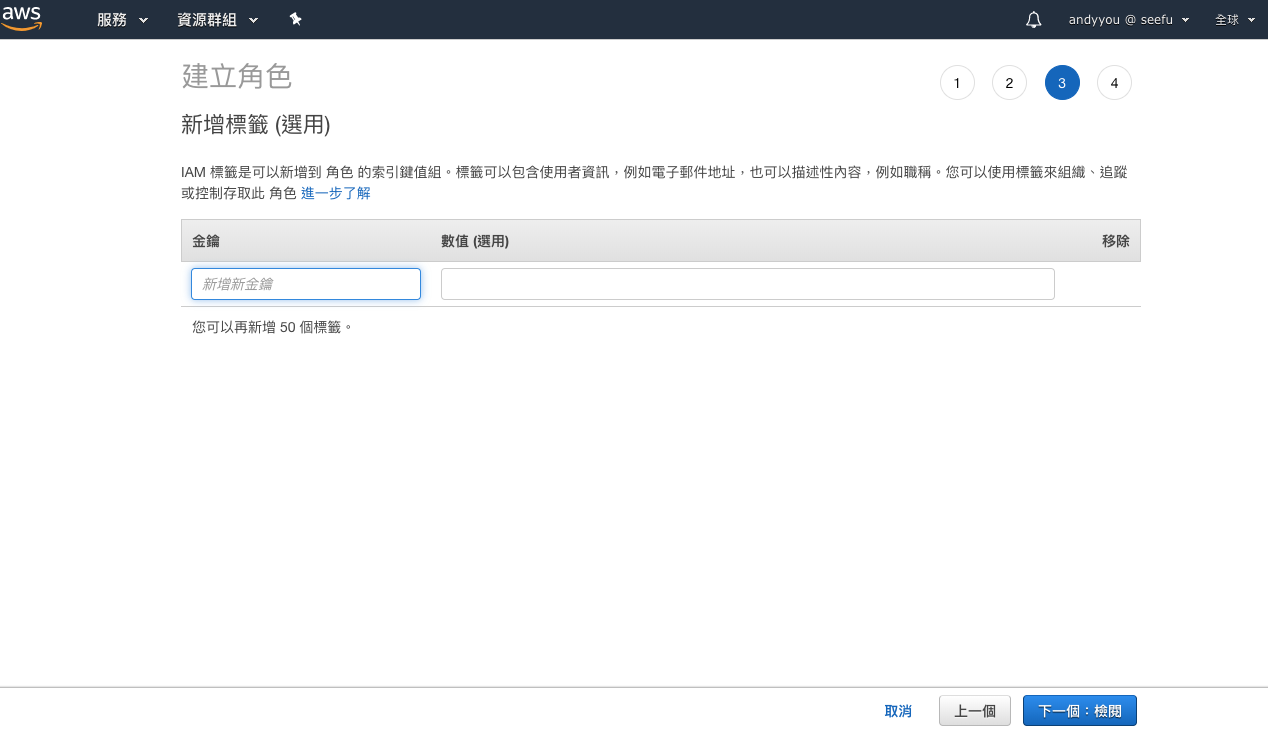 aws 服務 資源群組 andyyou @ seefu 全球
建立角色 1 2 3 4
新增標籤 (選用)
IAM 標籤是可以新增到 角色 的索引鍵值組。標籤可以包含使用者資訊，例如電子郵件地址，也可以描述性內容，例如職稱。您可以使用標籤來組織、追蹤
或控制存取此 角色 進一步了解
金鑰 數值 (選用) 移除
新增新金鑰
您可以再新增 50 個標籤。
取消 上一個 下一個：檢閱